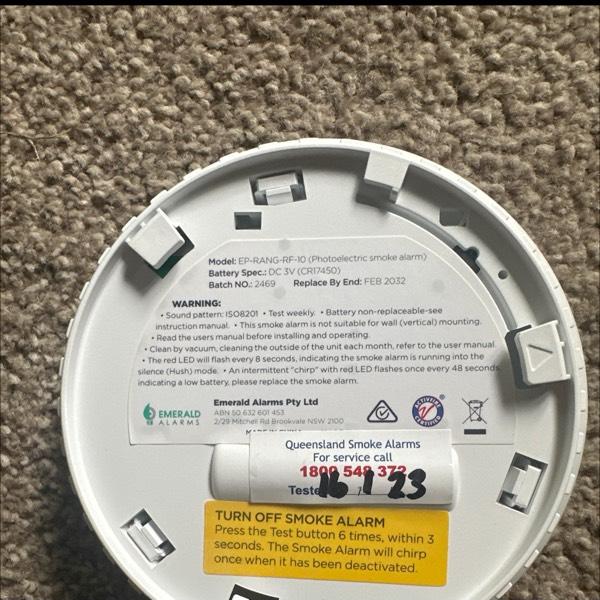 Model: EP-RANG-RF-10 (Photoelectric smoke alarm)
Battery Spec.: DC 3V (CR17450)
Batch NO.: 2469 Replace By End: FEB 2032
WARNING:
• Sound pattern: ISO8201 • Test weekly. • Battery non-replaceable-see
instruction manual. • This smoke alarm is not suitable for wall (vertical) mounting.
• Read the users manual before installing and operating.
• Clean by vacuum, cleaning the outside of the unit each month, refer to the user manual.
• The red LED will flash every 8 seconds, indicating the smoke alarm is running into the
silence (Hush) mode. • An intermittent "chirp" with red LED flashes once every 48 seconds,
indicating a low battery, please replace the smoke alarm.
EMERALD
ALARMS
Emerald Alarms Pty Ltd
ABN 50 632 601 453
2/29 Mitchell Rd Brookvale NSW 2100
ACTIVFIRE
CERTIFIED
Queensland Smoke Alarms
For service call
1800 548 372
Teste 16 1 23
TURN OFF SMOKE ALARM
Press the Test button 6 times, within 3
seconds. The Smoke Alarm will chirp
once when it has been deactivated.